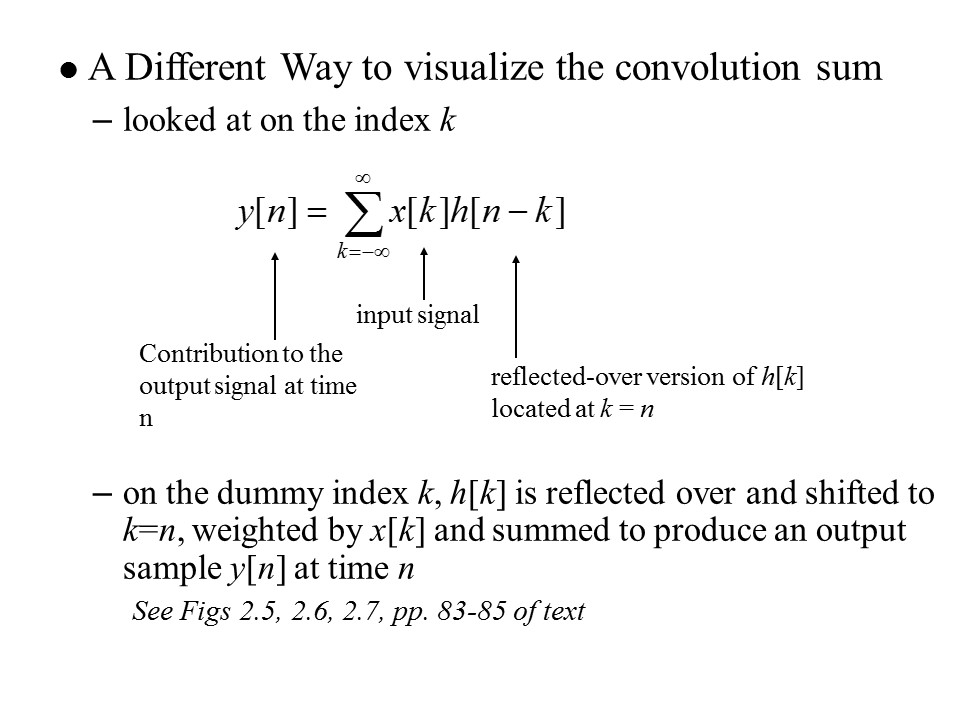 ● A Different Way to visualize the convolution sum
– looked at on the index k
y[n] = ∑_{k=−∞}^{∞} x[k]h[n − k]
input signal
Contribution to the
output signal at time
n
reflected-over version of h[k]
located at k = n
– on the dummy index k, h[k] is reflected over and shifted to
k=n, weighted by x[k] and summed to produce an output
sample y[n] at time n
See Figs 2.5, 2.6, 2.7, pp. 83-85 of text